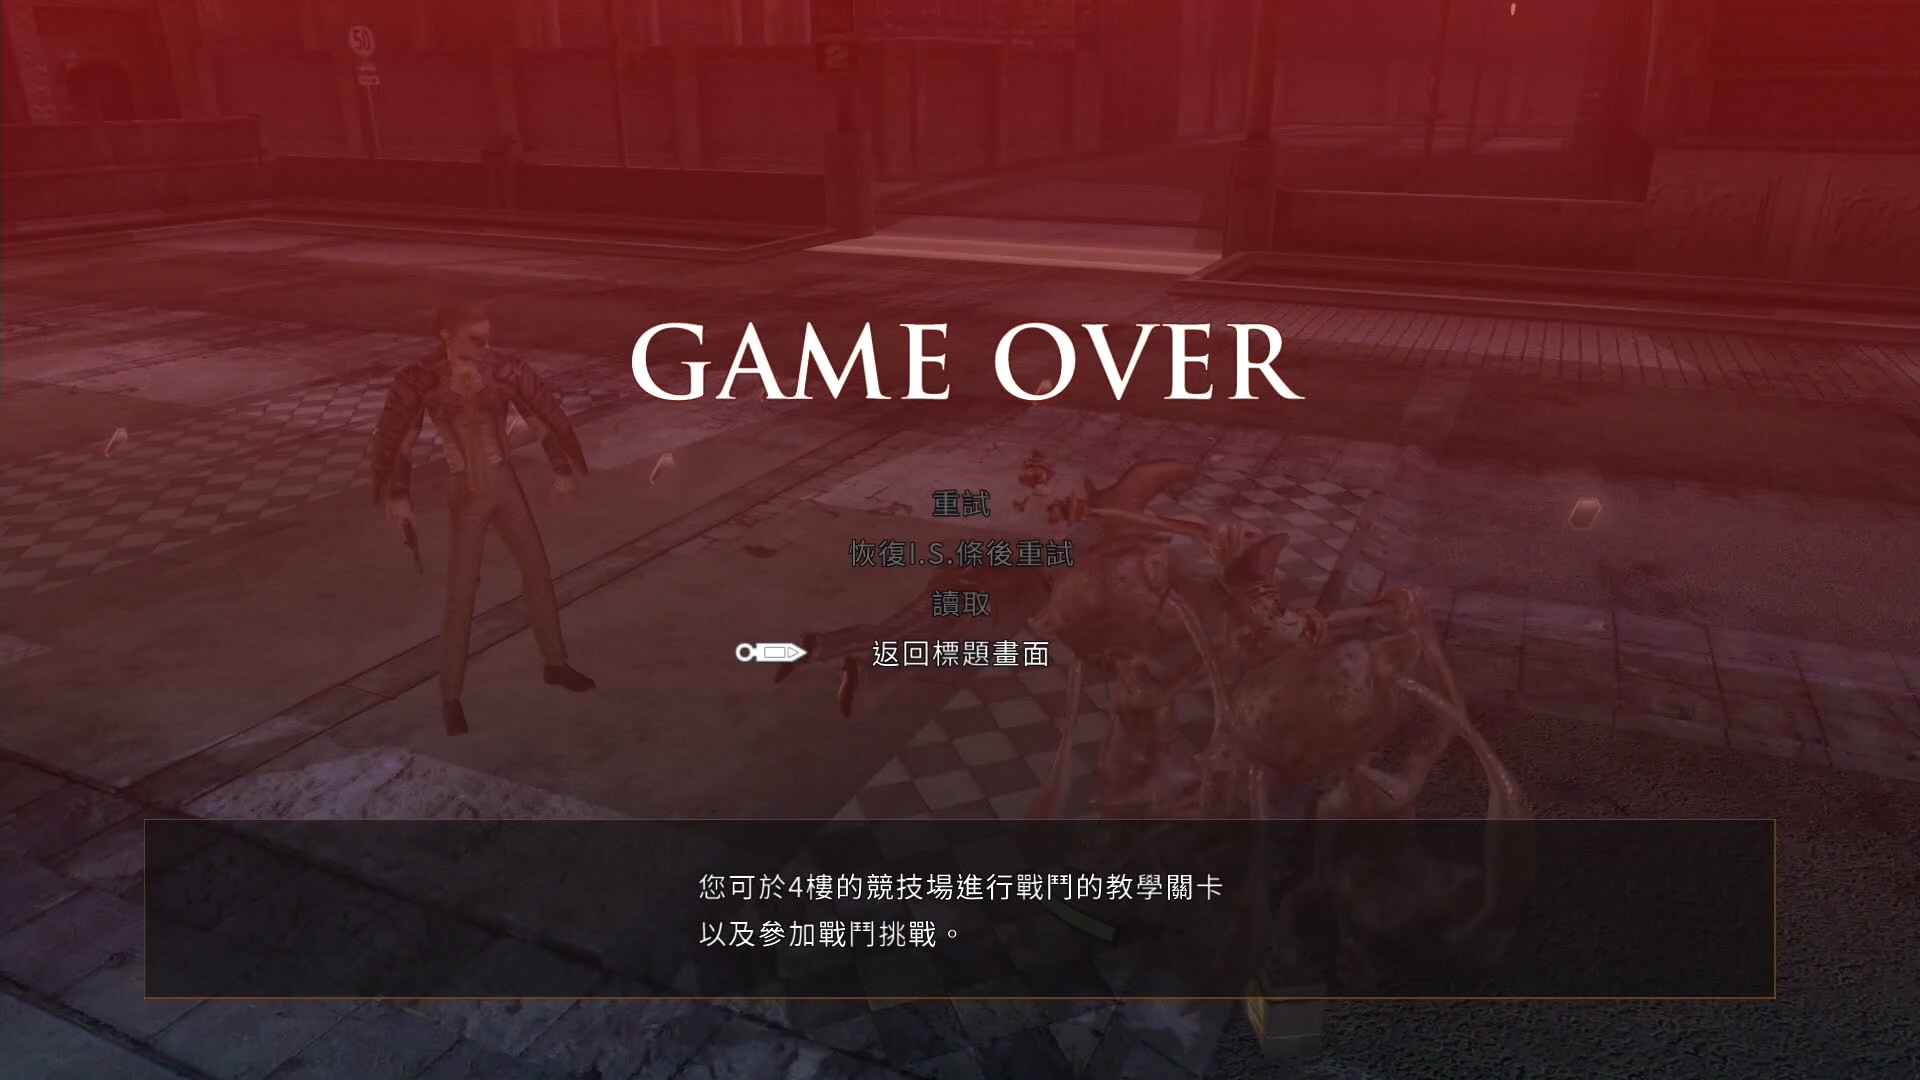 50
2
GAME OVER
重試
恢復I.S.條後重試
讀取
返回標題畫面
您可於4樓的競技場進行戰鬥的教學關卡
以及參加戰鬥挑戰。